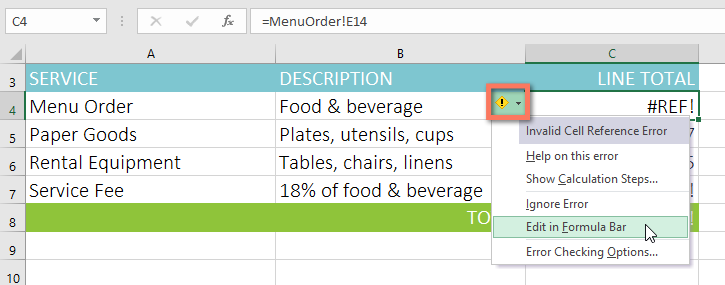 C4 fx =MenuOrder!E14
A B C
3 SERVICE DESCRIPTION LINE TOTAL
4 Menu Order Food & beverage #REF!
5 Paper Goods Plates, utensils, cups 7
6 Rental Equipment Tables, chairs, linens 5
7 Service Fee 18% of food & beverage !
8 TO !
9
10
Invalid Cell Reference Error
Help on this error
Show Calculation Steps...
Ignore Error
Edit in Formula Bar
Error Checking Options...